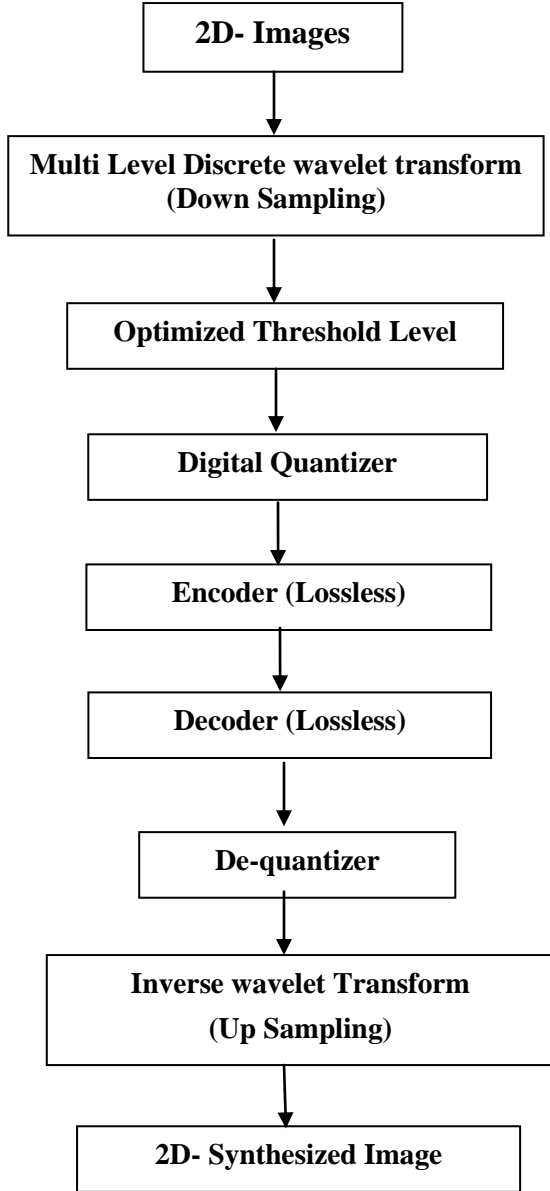 2D- Images
Multi Level Discrete wavelet transform
(Down Sampling)
Optimized Threshold Level
Digital Quantizer
Encoder (Lossless)
Decoder (Lossless)
De-quantizer
Inverse wavelet Transform
(Up Sampling)
2D- Synthesized Image